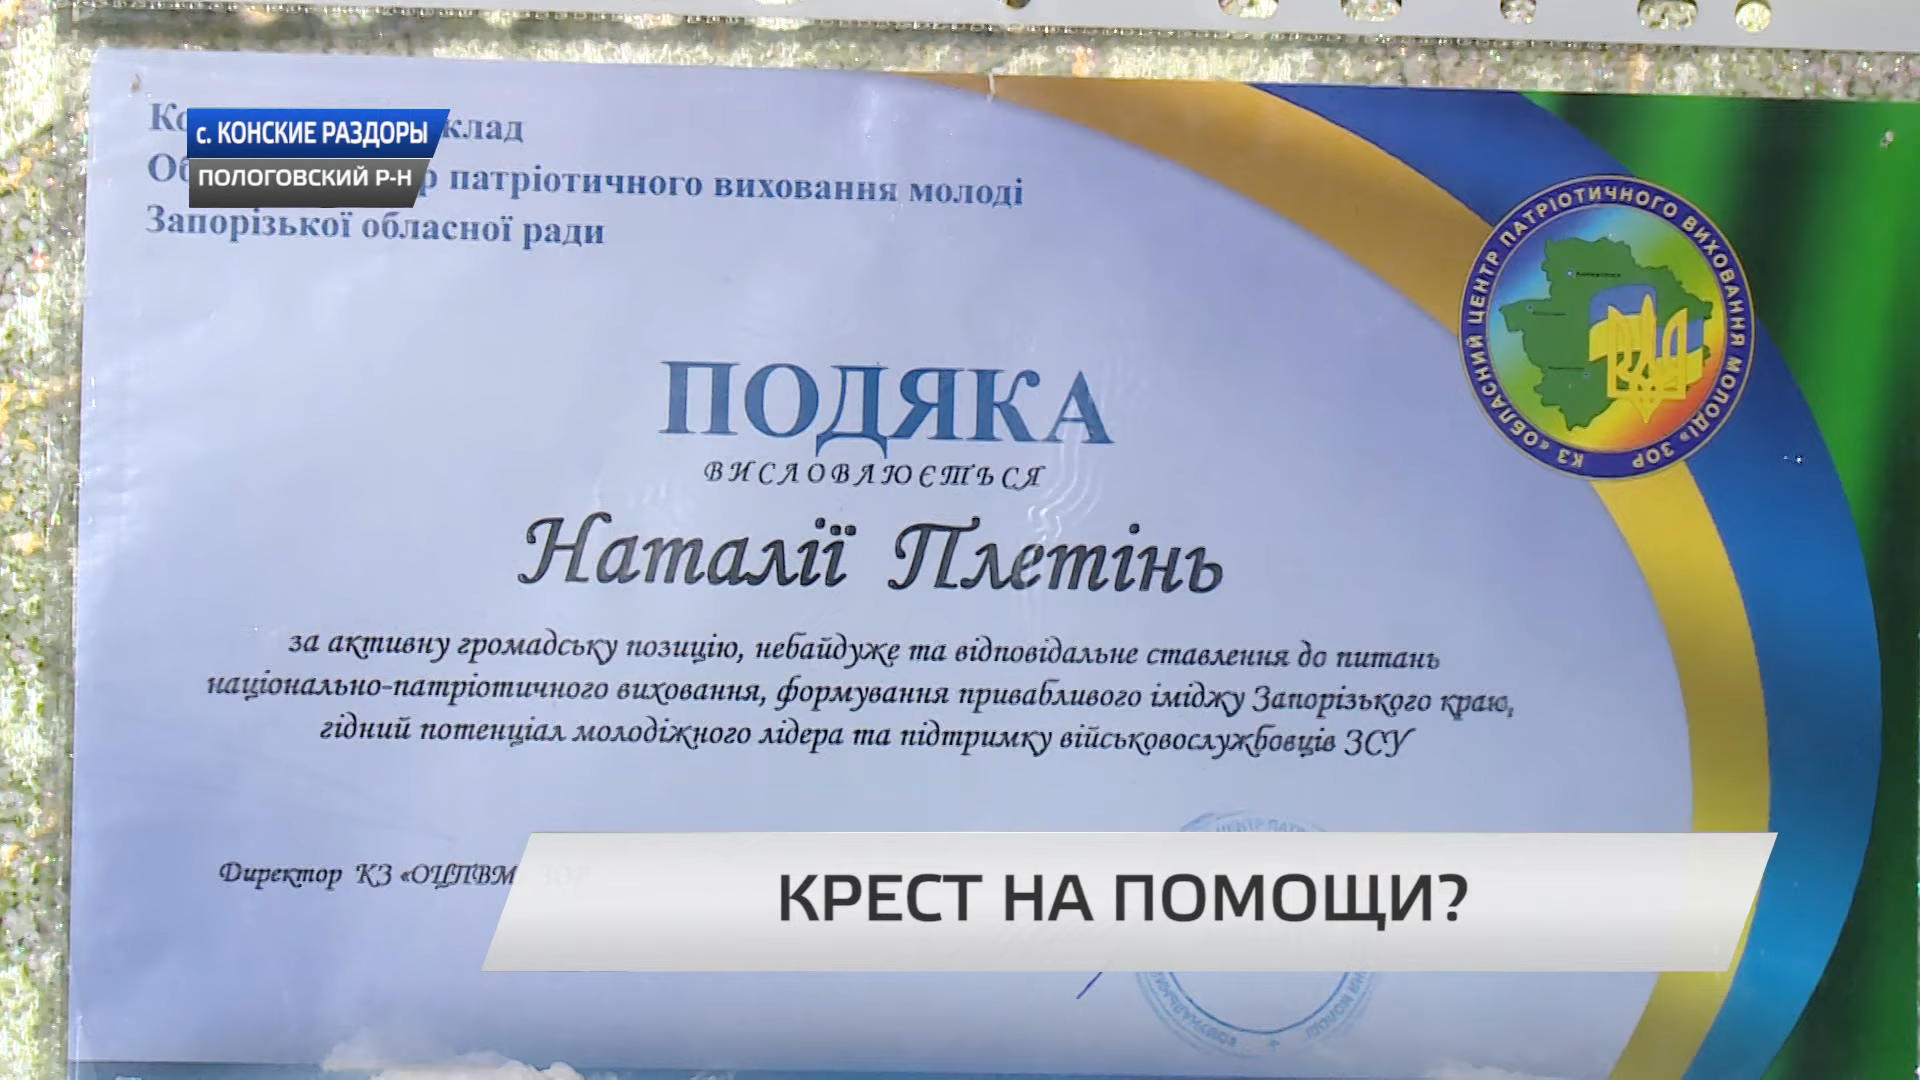 с. КОНСКИЕ РАЗДОРЫ
ПОЛОГОВСКИЙ Р-Н
клад
патріотичного виховання молоді
Запорізької обласної ради
КЗ «ОБЛАСНИЙ ЦЕНТР ПАТРІОТИЧНОГО ВИХОВАННЯ МОЛОДІ» ЗОР
ПОДЯКА
ВИСЛОВЛЮЄТЬСЯ
Наталії Плетінь
за активну громадську позицію, небайдуже та відповідальне ставлення до питань
національно-патріотичного виховання, формування привабливого іміджу Запорізького краю,
гідний потенціал молодіжного лідера та підтримку військовослужбовців ЗСУ
Директор КЗ «ОЦПВМ
КРЕСТ НА ПОМОЩИ?